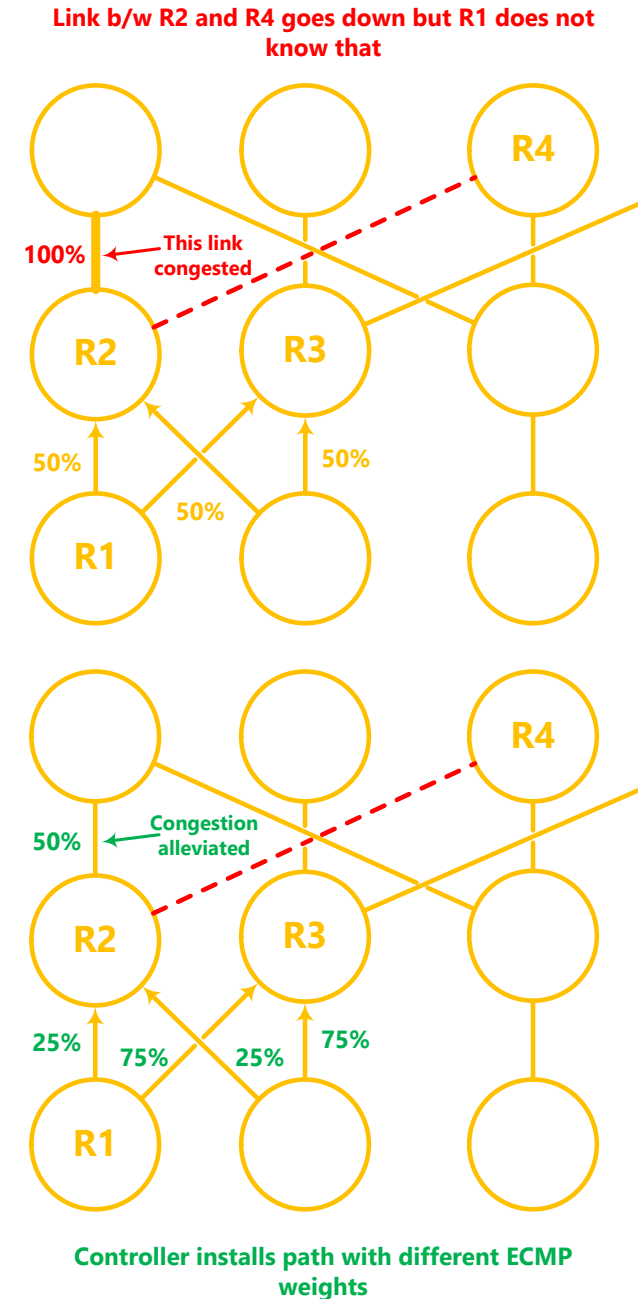 Link b/w R2 and R4 goes down but R1 does not
know that
R4
100%
This link
congested
R2
R3
50%
50%
50%
R1
R4
50%
Congestion
alleviated
R2
R3
25%
75%
25%
75%
R1
Controller installs path with different ECMP
weights